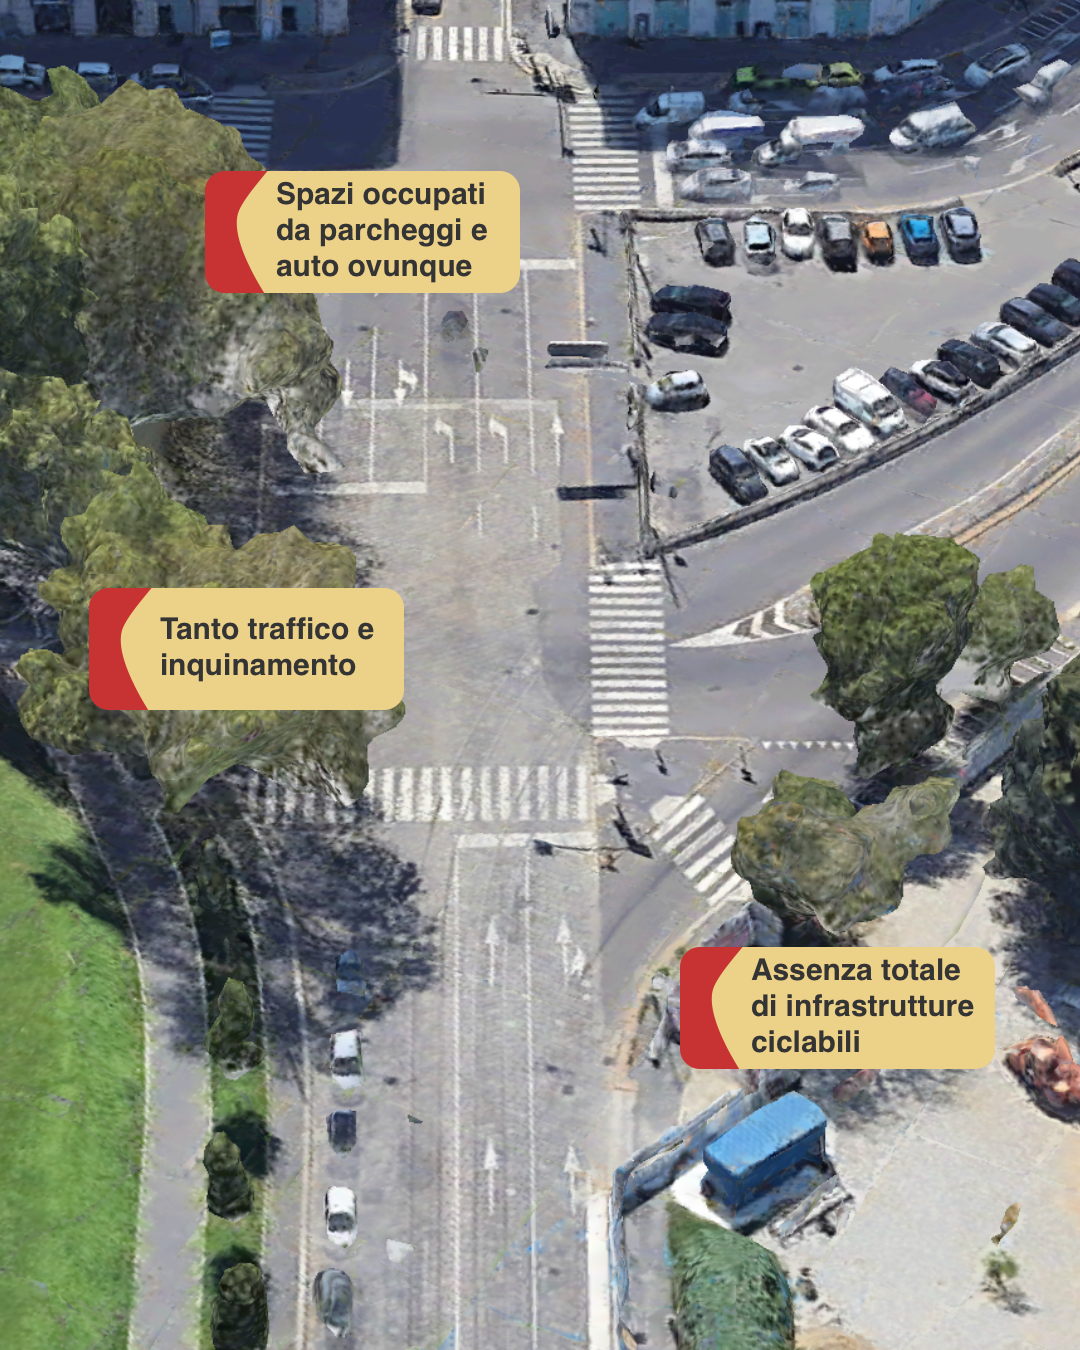 Spazi occupati
da parcheggi e
auto ovunque
Tanto traffico e
inquinamento
Assenza totale
di infrastrutture
ciclabili